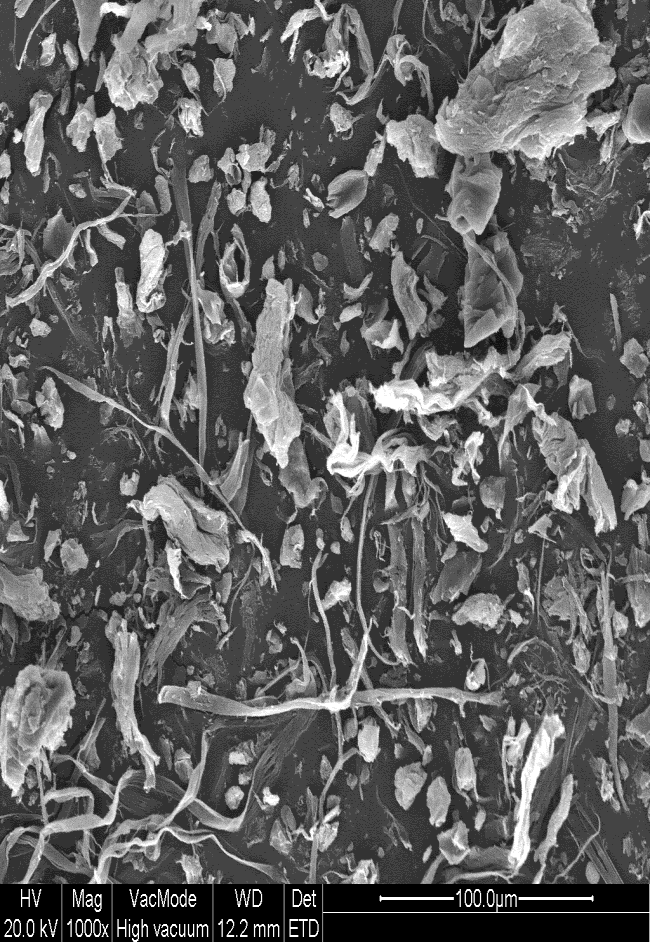 HV Mag VacMode WD Det
20.0 kV 1000x High vacuum 12.2 mm ETD
100.0µm